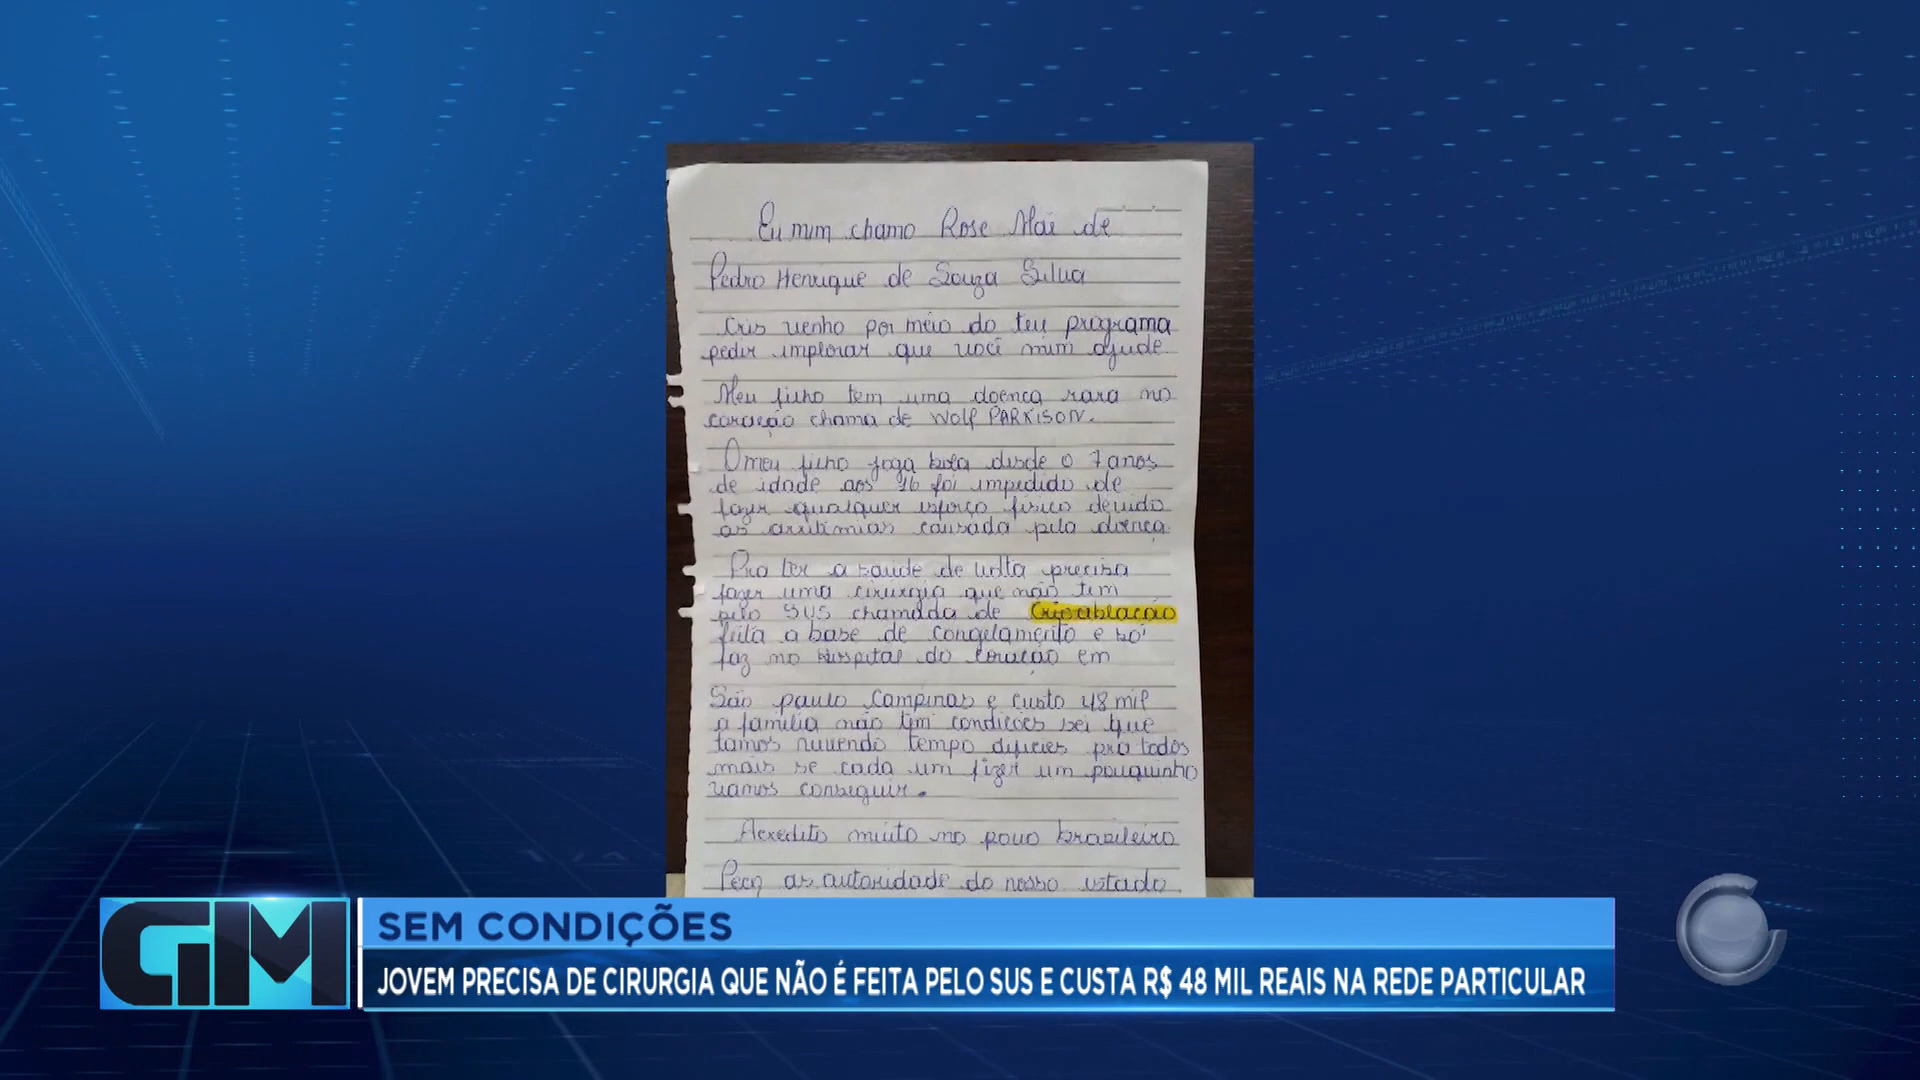 Eu mim chamo Rose Mãi de
Pedro Henrique de Souza Silva
Cris venho por meio do teu programa
pedir implorar que você mim ajude
Meu filho tem uma doença rara no
coração chama de Wolf PARKISON.
O meu filho joga bola desde o 7 anos
de idade aos 16 foi impedido de
fazer qualquer esforço físico devido
as arritimias causada pela doença
Pra ter a saúde de volta precisa
fazer uma cirurgia que não tem
pelo SUS chamada de Crioablação
feita a base de congelamento e só
faz no Hospital do coração em
São paulo Campinas e custo 48 mil
a família não tem condições sei que
tamos vivendo tempo dificies pra todos
mais se cada um fizer um pouquinho
vamos conseguir.
Acredito muito no povo brasileiro
Peço as autoridade do nosso estado
GM
SEM CONDIÇÕES
JOVEM PRECISA DE CIRURGIA QUE NÃO É FEITA PELO SUS E CUSTA R$ 48 MIL REAIS NA REDE PARTICULAR